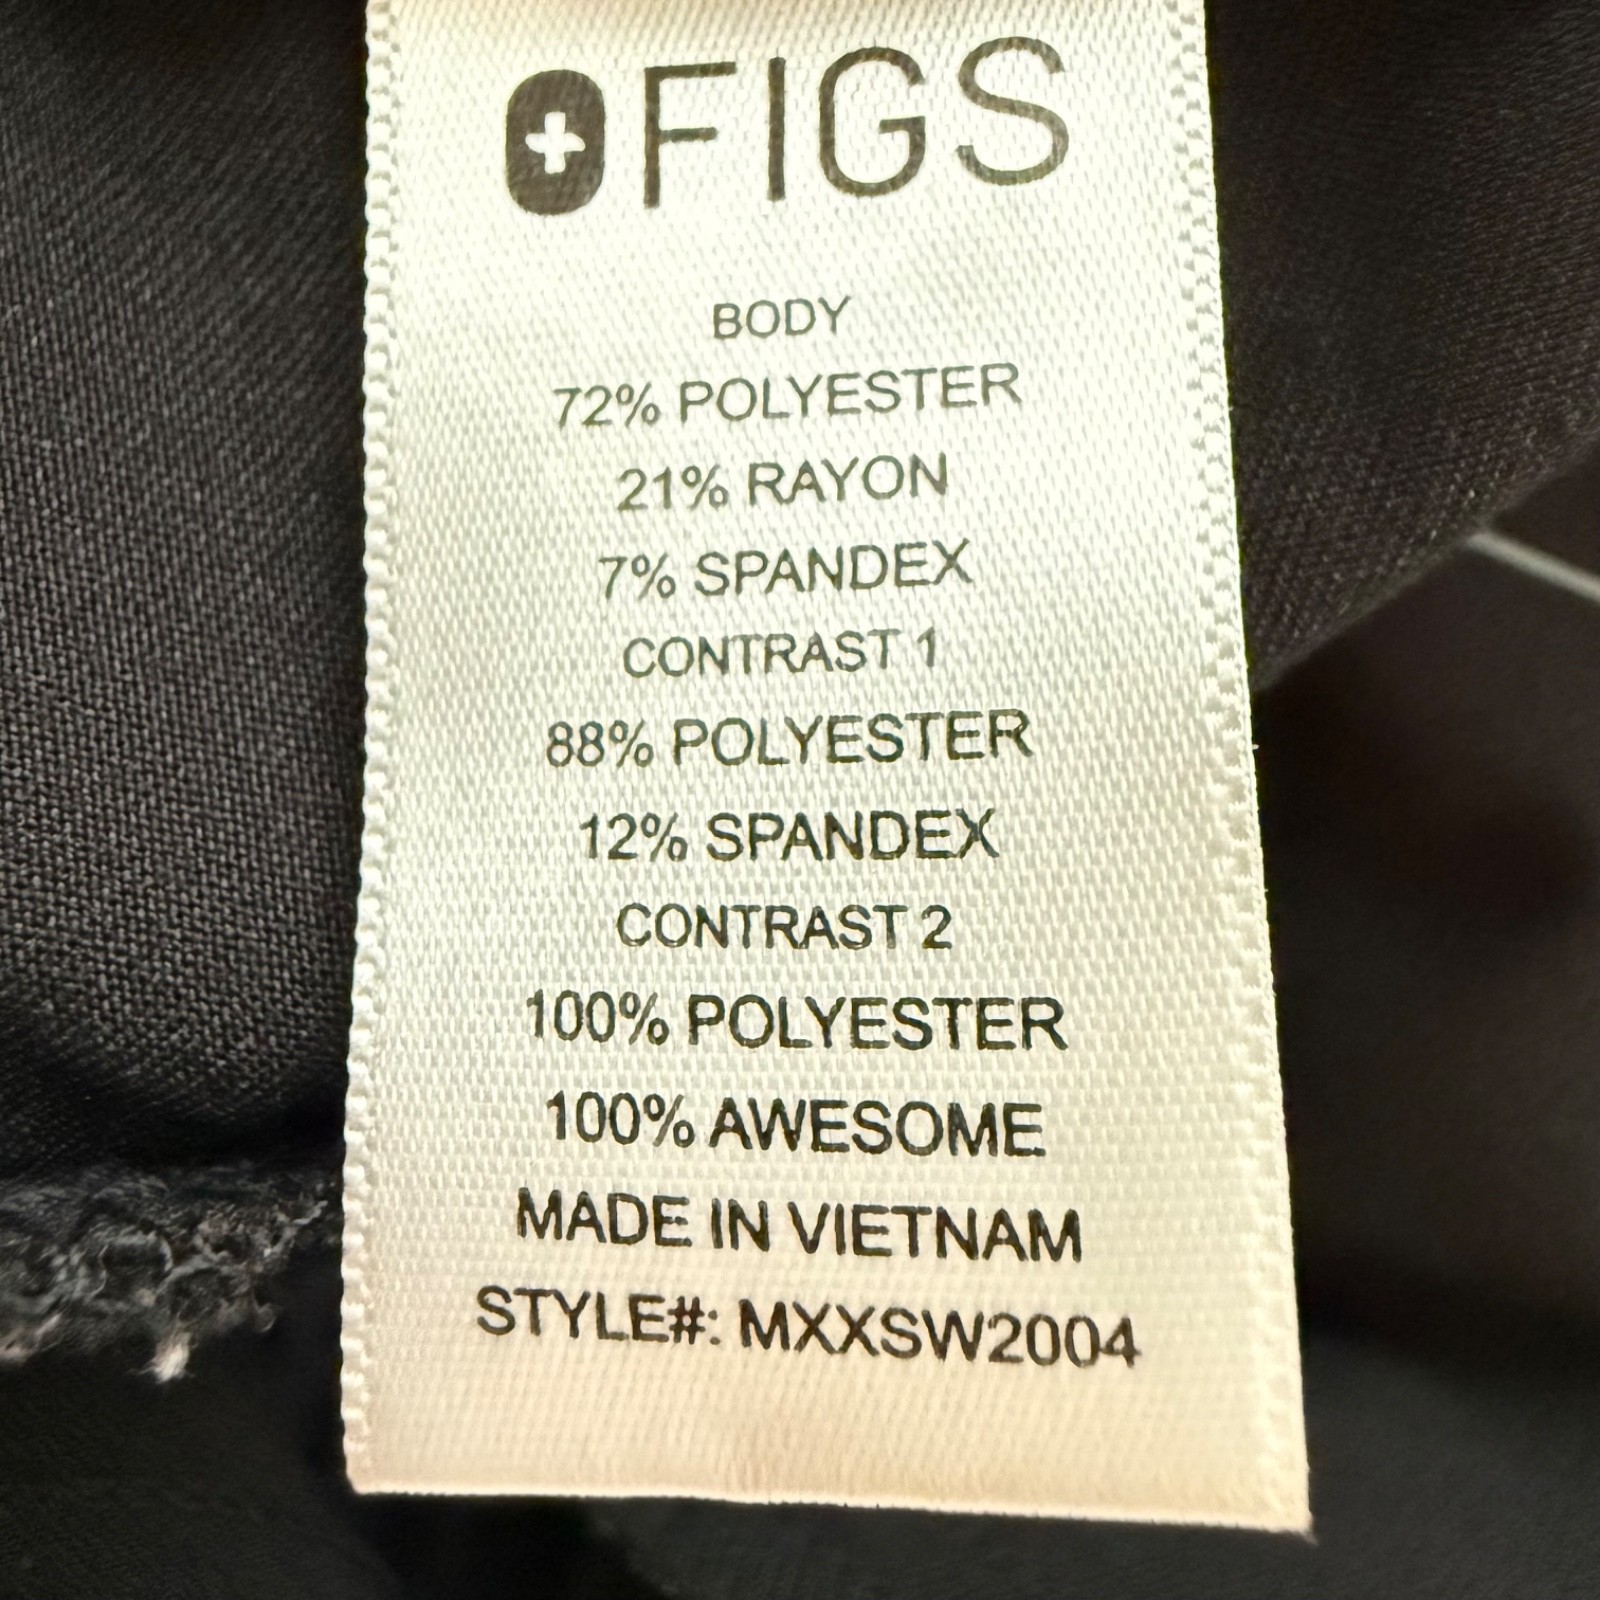 FIGS
BODY
72% POLYESTER
21% RAYON
7% SPANDEX
CONTRAST 1
88% POLYESTER
12% SPANDEX
CONTRAST 2
100% POLYESTER
100% AWESOME
MADE IN VIETNAM
STYLE#: MXXSW2004